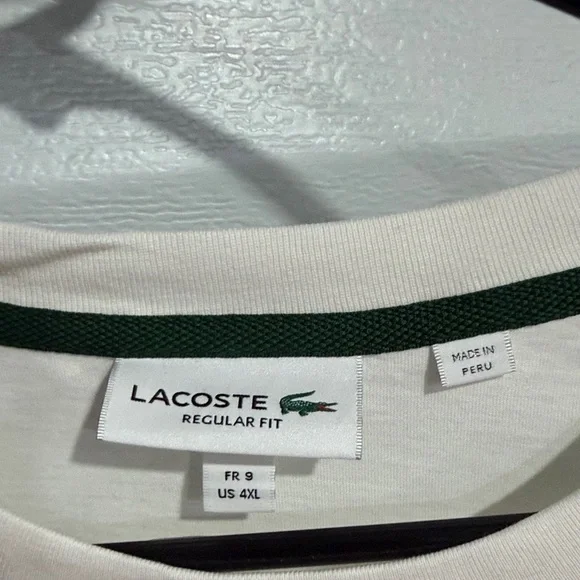 LACOSTE
REGULAR FIT
MADE IN
PERU
FR 9
US 4XL